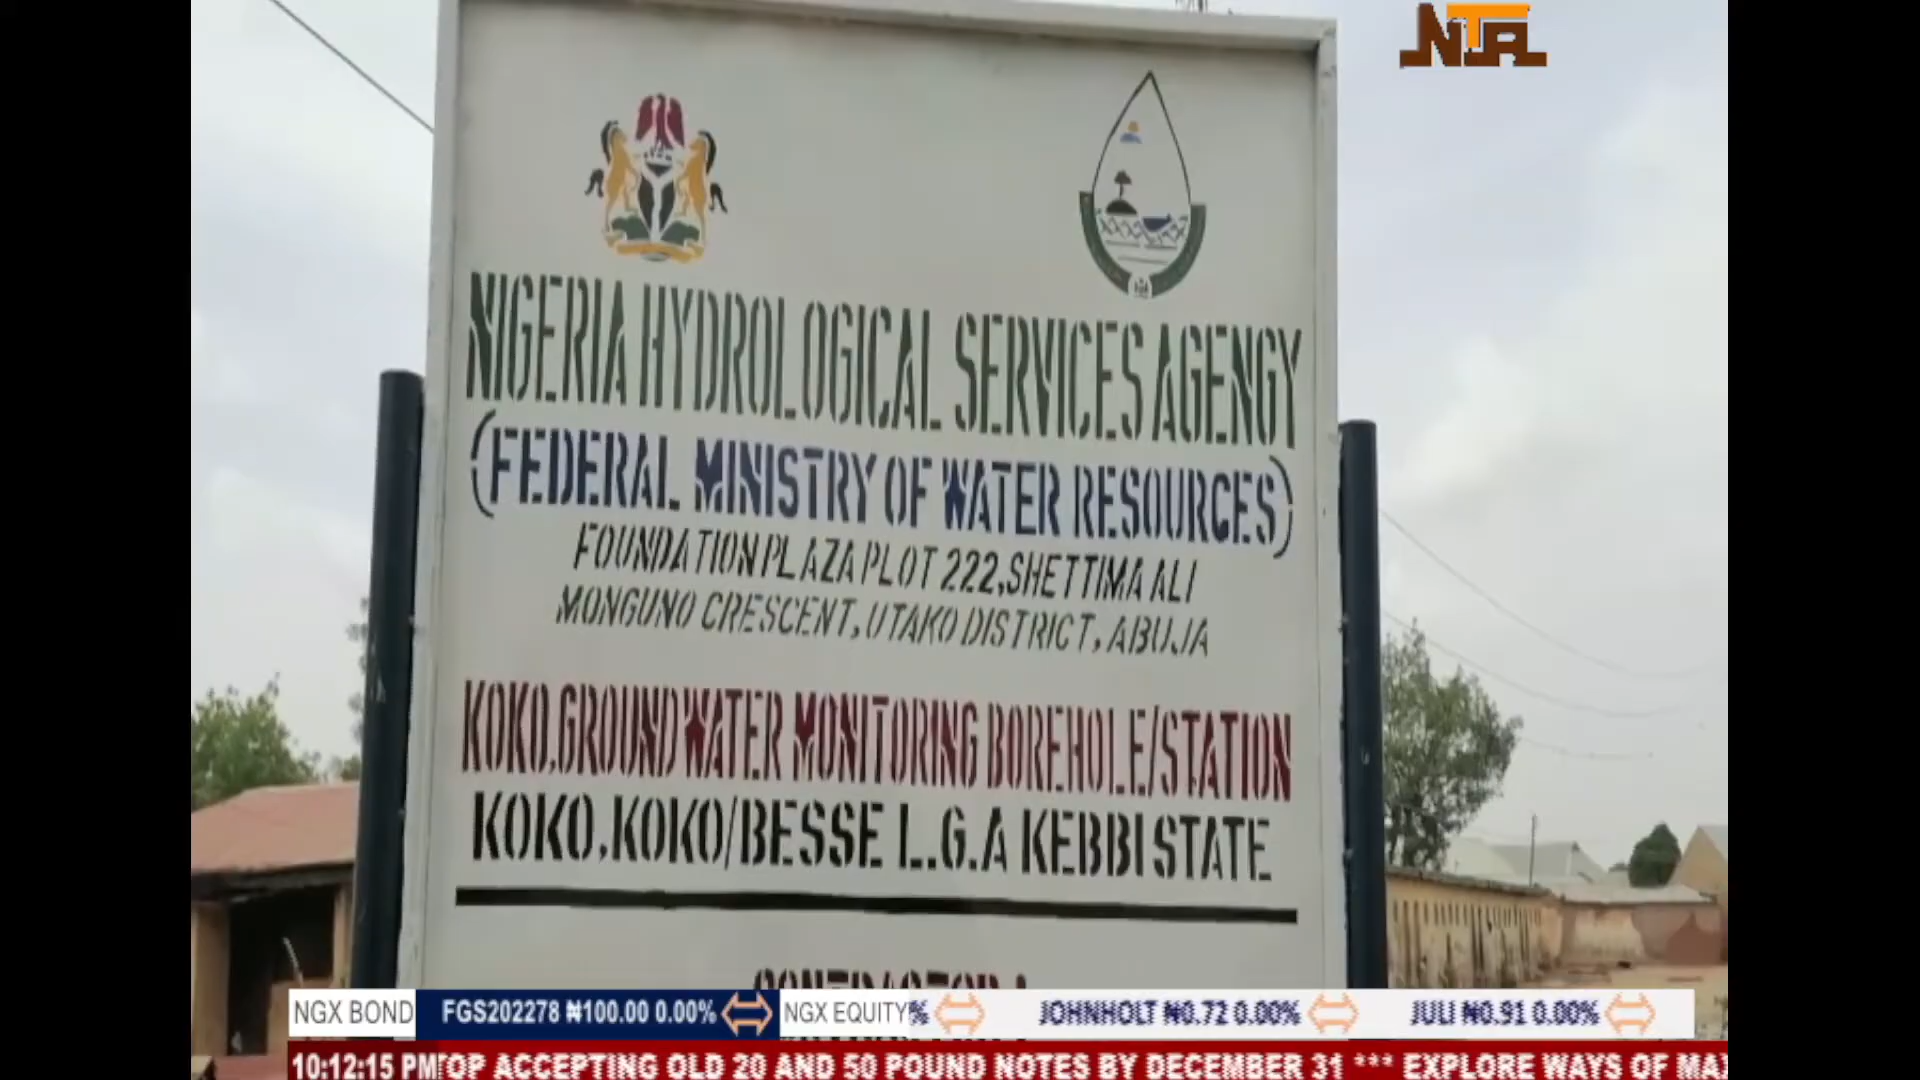 NTA
NIGERIA HYDROLOGICAL SERVICES AGENGY
(FEDERAL MINISTRY OF WATER RESOURCES)
FOUNDATION PLAZA PLOT 222, SHETTIMA ALI
MONGUNO CRESCENT, UTAKO DISTRICT, ABUJA
KOKO, GROUND WATER MONITORING BOREHOLE/STATION
KOKO, KOKO/BESSE L.G.A KEBBI STATE
NGX BOND FGS202278 ₦100.00 0.00% NGX EQUITY % JOHNHOLT ₦0.72 0.00% JULI ₦0.91 0.00%
10:12:15 PM TOP ACCEPTING OLD 20 AND 50 POUND NOTES BY DECEMBER 31 *** EXPLORE WAYS OF MAX